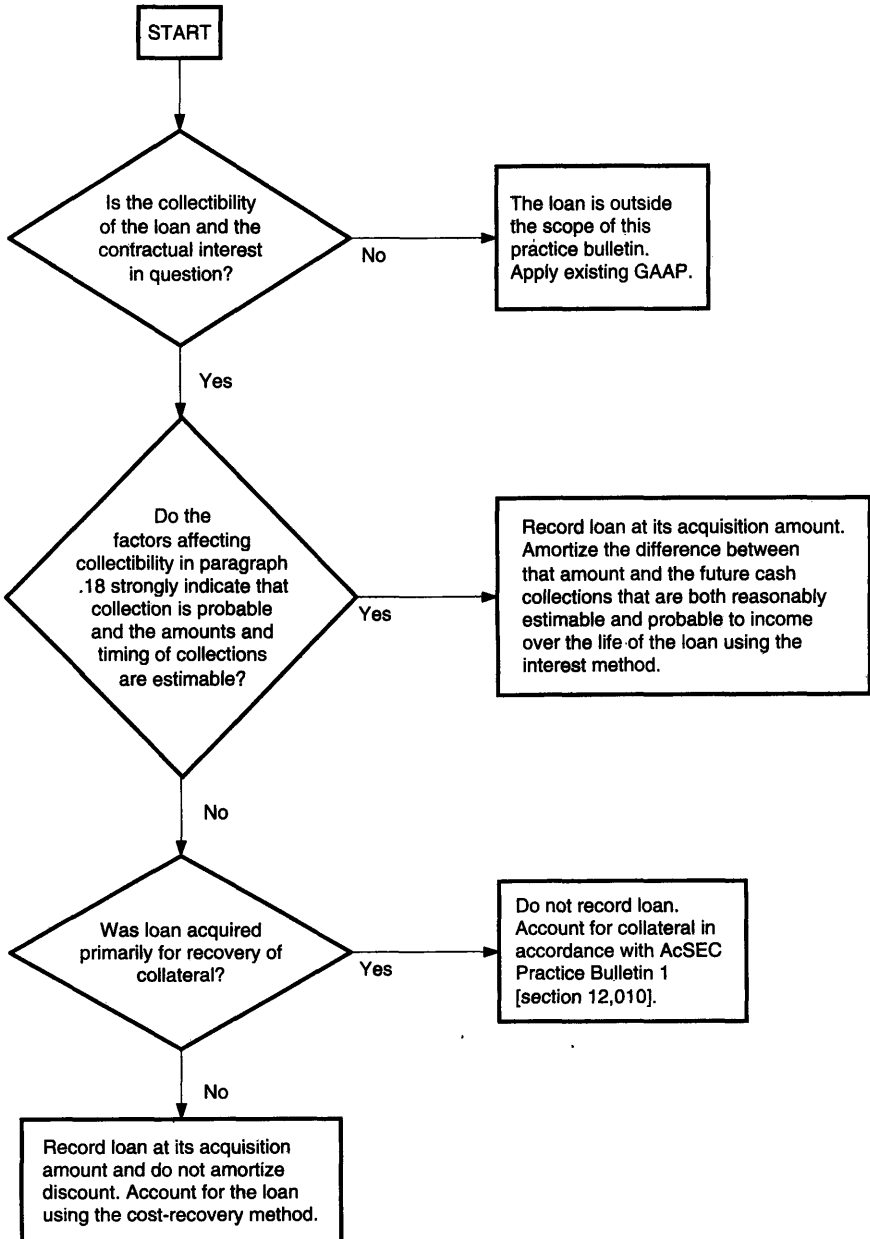 START
Is the collectibility
of the loan and the
contractual interest
in question?
No
The loan is outside
the scope of this
practice bulletin.
Apply existing GAAP.
Yes
Do the
factors affecting
collectibility in paragraph
.18 strongly indicate that
collection is probable
and the amounts and
timing of collections
are estimable?
Yes
Record loan at its acquisition amount.
Amortize the difference between
that amount and the future cash
collections that are both reasonably
estimable and probable to income
over the life of the loan using the
interest method.
No
Was loan acquired
primarily for recovery of
collateral?
Yes
Do not record loan.
Account for collateral in
accordance with AcSEC
Practice Bulletin 1
[section 12,010].
No
Record loan at its acquisition
amount and do not amortize
discount. Account for the loan
using the cost-recovery method.